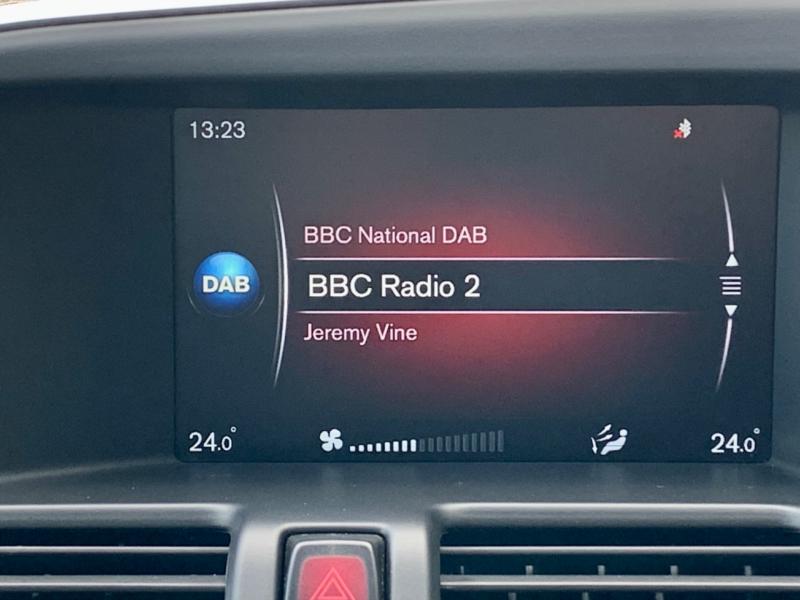 13:23
BBC National DAB
DAB
BBC Radio 2
Jeremy Vine
24.0°
24.0°